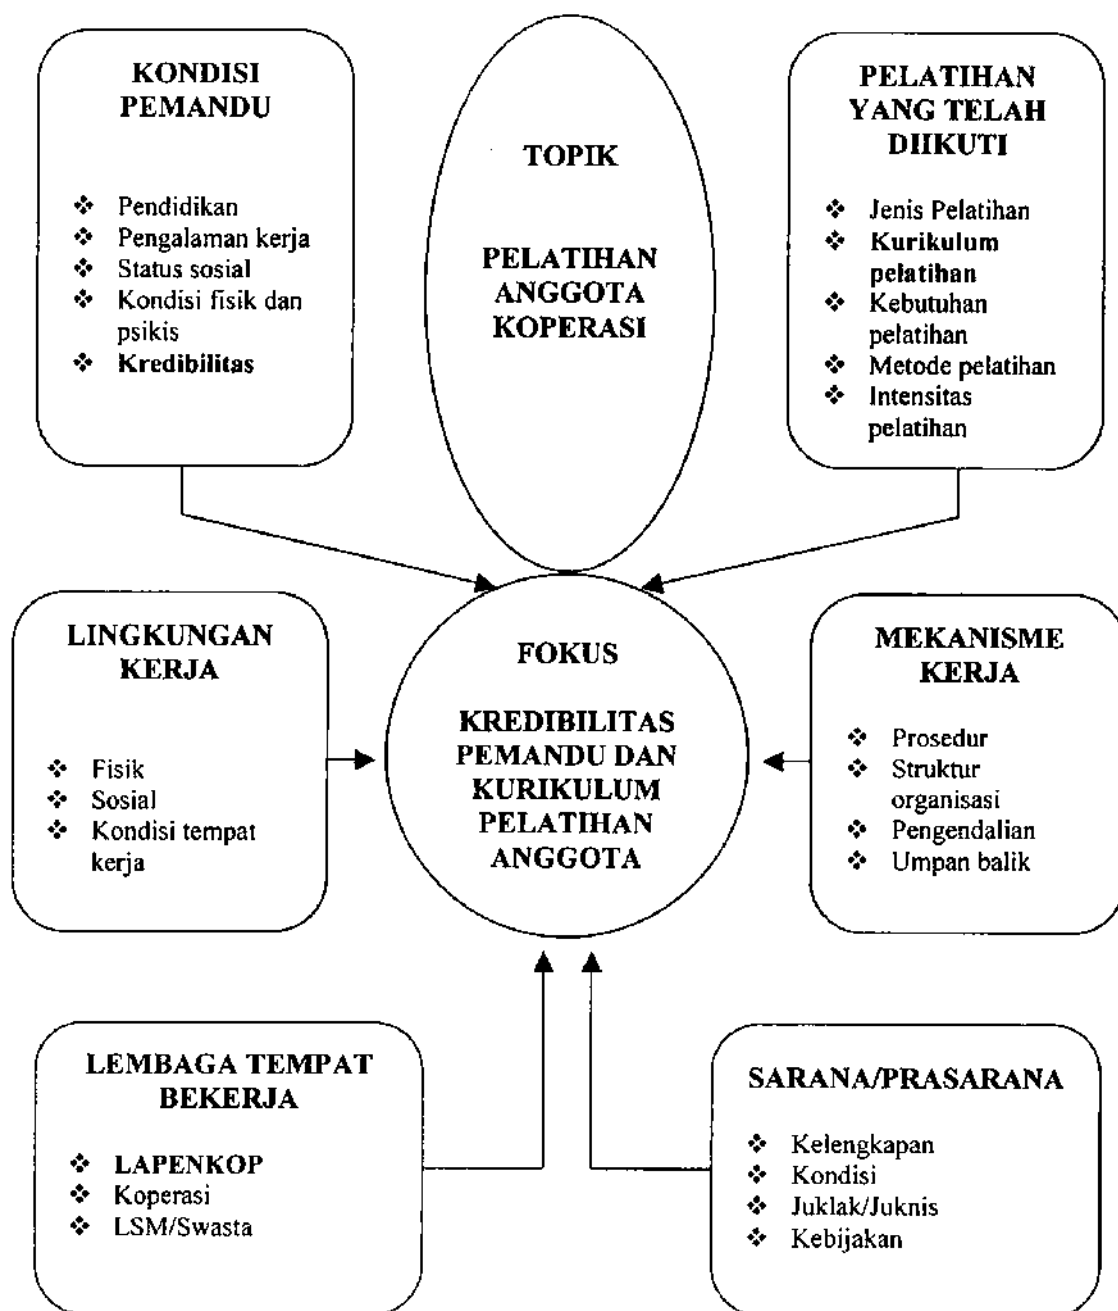 KONDISI
PEMANDU
❖ Pendidikan
❖ Pengalaman kerja
❖ Status sosial
❖ Kondisi fisik dan
psikis
❖ Kredibilitas
TOPIK
PELATIHAN
ANGGOTA
KOPERASI
PELATIHAN
YANG TELAH
DIIKUTI
❖ Jenis Pelatihan
❖ Kurikulum
pelatihan
❖ Kebutuhan
pelatihan
❖ Metode pelatihan
❖ Intensitas
pelatihan
LINGKUNGAN
KERJA
❖ Fisik
❖ Sosial
❖ Kondisi tempat
kerja
FOKUS
KREDIBILITAS
PEMANDU DAN
KURIKULUM
PELATIHAN
ANGGOTA
MEKANISME
KERJA
❖ Prosedur
❖ Struktur
organisasi
❖ Pengendalian
❖ Umpan balik
LEMBAGA TEMPAT
BEKERJA
❖ LAPENKOP
❖ Koperasi
❖ LSM/Swasta
SARANA/PRASARANA
❖ Kelengkapan
❖ Kondisi
❖ Juklak/Juknis
❖ Kebijakan